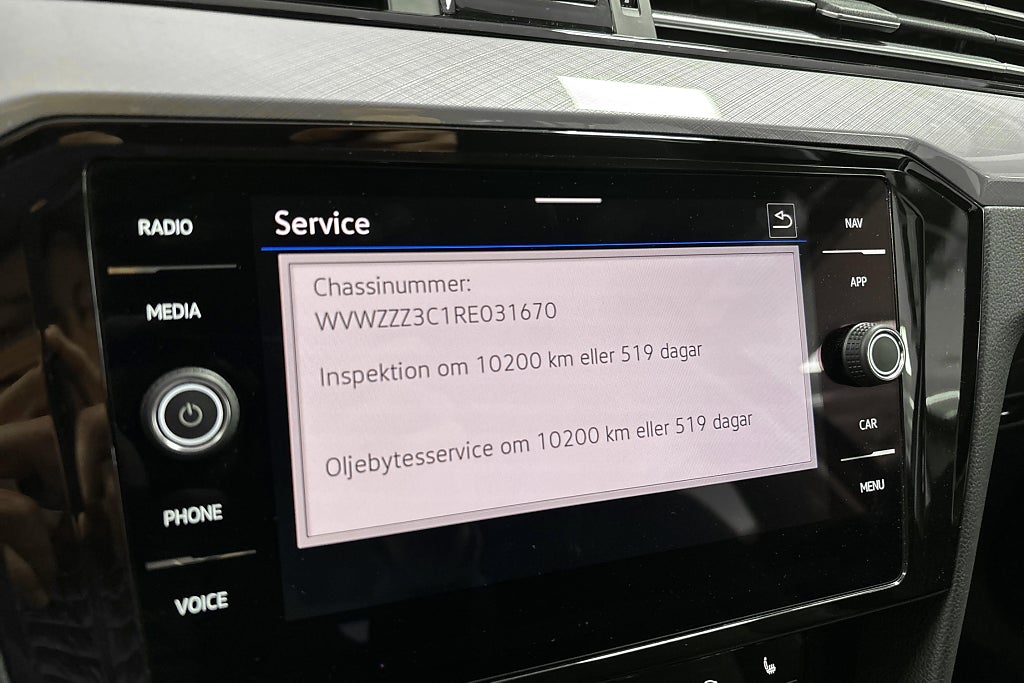 RADIO
MEDIA
PHONE
VOICE
Service
Chassinummer:
WVWZZZ3C1RE031670
Inspektion om 10200 km eller 519 dagar
Oljebytesservice om 10200 km eller 519 dagar
NAV
APP
CAR
MENU